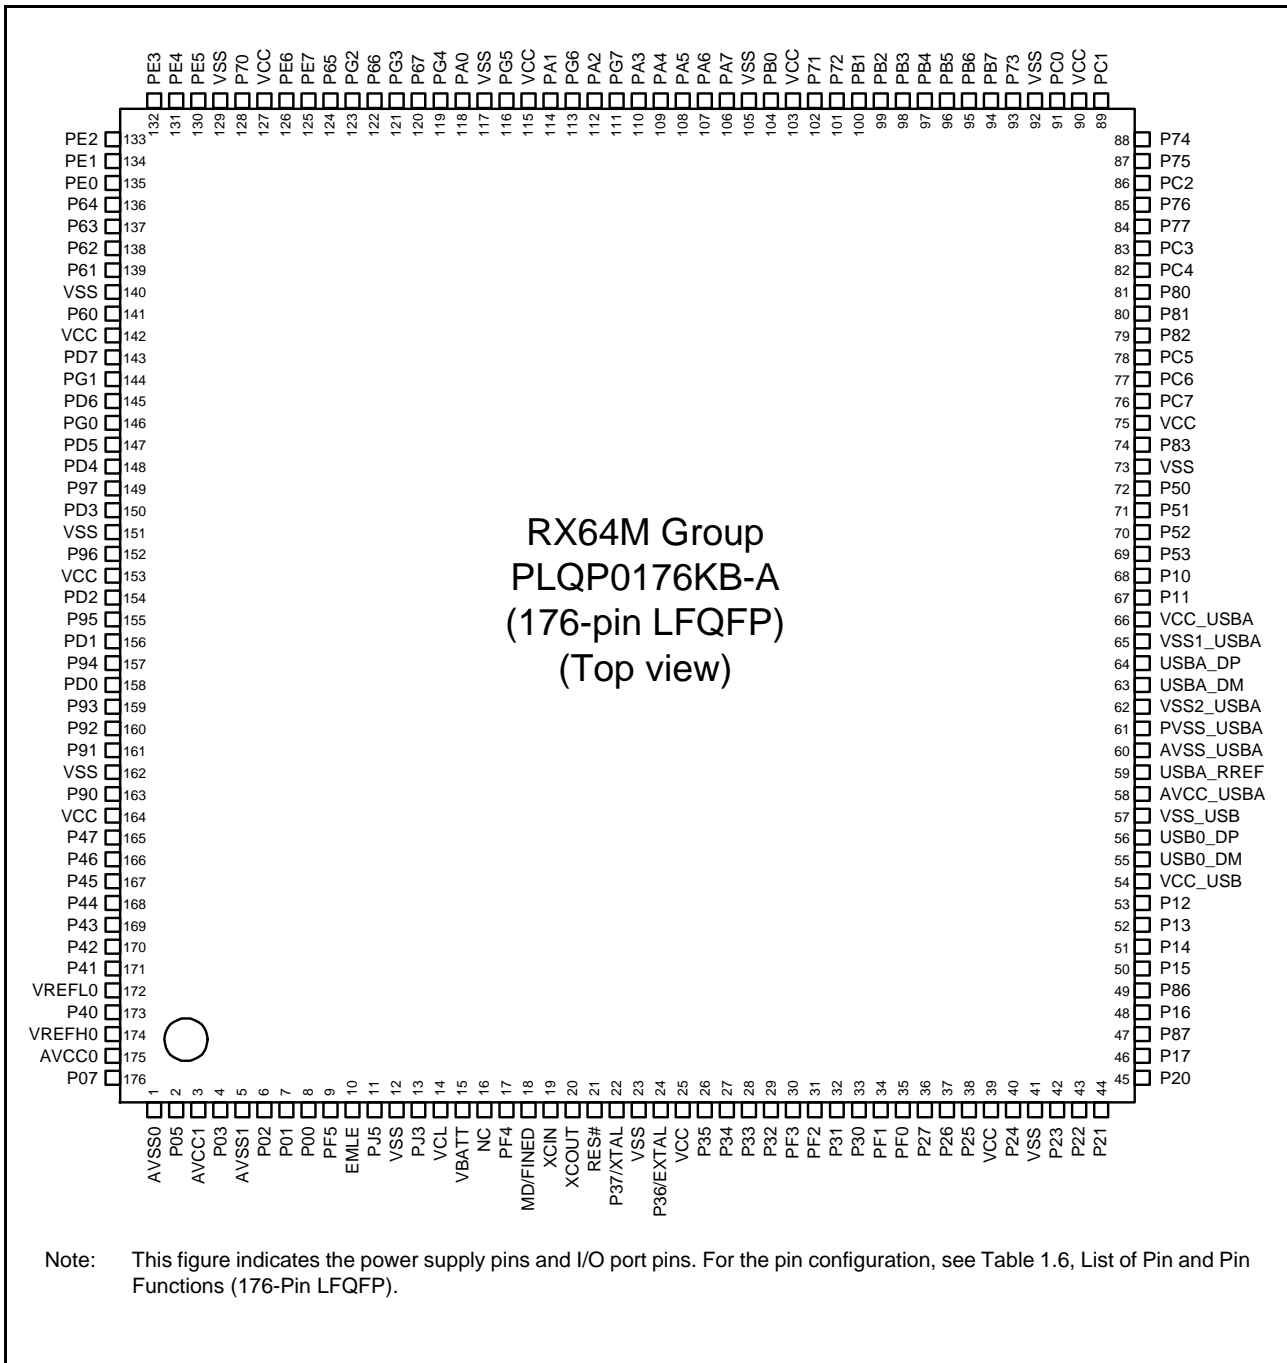 PE3 PE4 PE5 VSS P70 VCC PE6 PE7 P65 PG2 P66 PG3 P67 PG4 PA0 VSS PG5 VCC PA1 PG6 PA2 PG7 PA3 PA4 PA5 PA6 PA7 VSS PB0 VCC P71 P72 PB1 PB2 PB3 PB4 PB5 PB6 PB7 P73 VSS PC0 VCC PC1
132 131 130 129 128 127 126 125 124 123 122 121 120 119 118 117 116 115 114 113 112 111 110 109 108 107 106 105 104 103 102 101 100 99 98 97 96 95 94 93 92 91 90 89
PE2 133 88 P74
PE1 134 87 P75
PE0 135 86 PC2
P64 136 85 P76
P63 137 84 P77
P62 138 83 PC3
P61 139 82 PC4
VSS 140 81 P80
P60 141 80 P81
VCC 142 79 P82
PD7 143 78 PC5
PG1 144 77 PC6
PD6 145 76 PC7
PG0 146 75 VCC
PD5 147 74 P83
PD4 148 73 VSS
P97 149 72 P50
PD3 150 71 P51
VSS 151 70 P52
P96 152 69 P53
VCC 153 68 P10
PD2 154 67 P11
P95 155 66 VCC_USBA
PD1 156 65 VSS1_USBA
P94 157 64 USBA_DP
PD0 158 63 USBA_DM
P93 159 62 VSS2_USBA
P92 160 61 PVSS_USBA
P91 161 60 AVSS_USBA
VSS 162 59 USBA_RREF
P90 163 58 AVCC_USBA
VCC 164 57 VSS_USB
P47 165 56 USB0_DP
P46 166 55 USB0_DM
P45 167 54 VCC_USB
P44 168 53 P12
P43 169 52 P13
P42 170 51 P14
P41 171 50 P15
VREFL0 172 49 P86
P40 173 48 P16
VREFH0 174 47 P87
AVCC0 175 46 P17
P07 176 45 P20
RX64M Group
PLQP0176KB-A
(176-pin LFQFP)
(Top view)
1 2 3 4 5 6 7 8 9 10 11 12 13 14 15 16 17 18 19 20 21 22 23 24 25 26 27 28 29 30 31 32 33 34 35 36 37 38 39 40 41 42 43 44
AVSS0 P05 AVCC1 P03 AVSS1 P02 P01 P00 PF5 EMLE PJ5 VSS PJ3 VCL VBATT NC PF4 MD/FINED XCIN XCOUT RES# P37/XTAL VSS P36/EXTAL VCC P35 P34 P33 P32 PF3 PF2 P31 P30 PF1 PF0 P27 P26 P25 VCC P24 VSS P23 P22 P21
Note: This figure indicates the power supply pins and I/O port pins. For the pin configuration, see Table 1.6, List of Pin and Pin
Functions (176-Pin LFQFP).